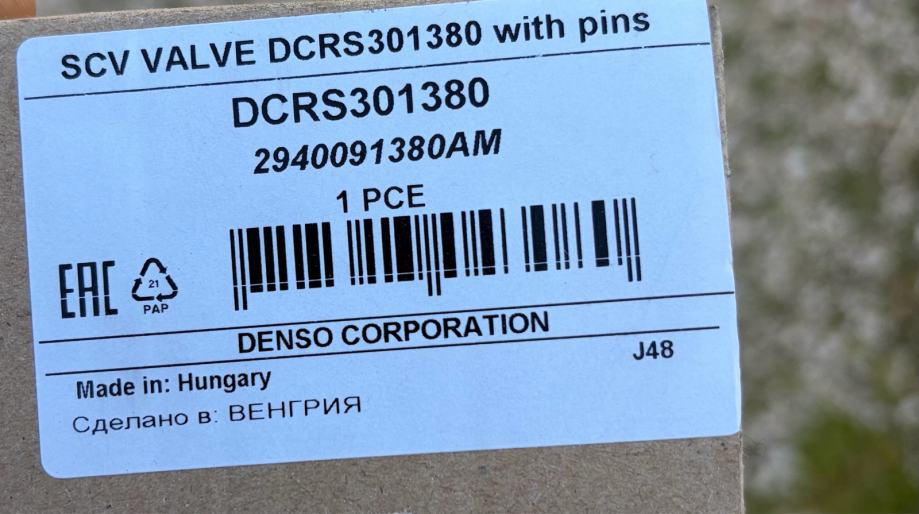 SCV VALVE DCRS301380 with pins
DCRS301380
2940091380AM
1 PCE
EAC
21
PAP
DENSO CORPORATION
J48
Made in: Hungary
Сделано в: ВЕНГРИЯ